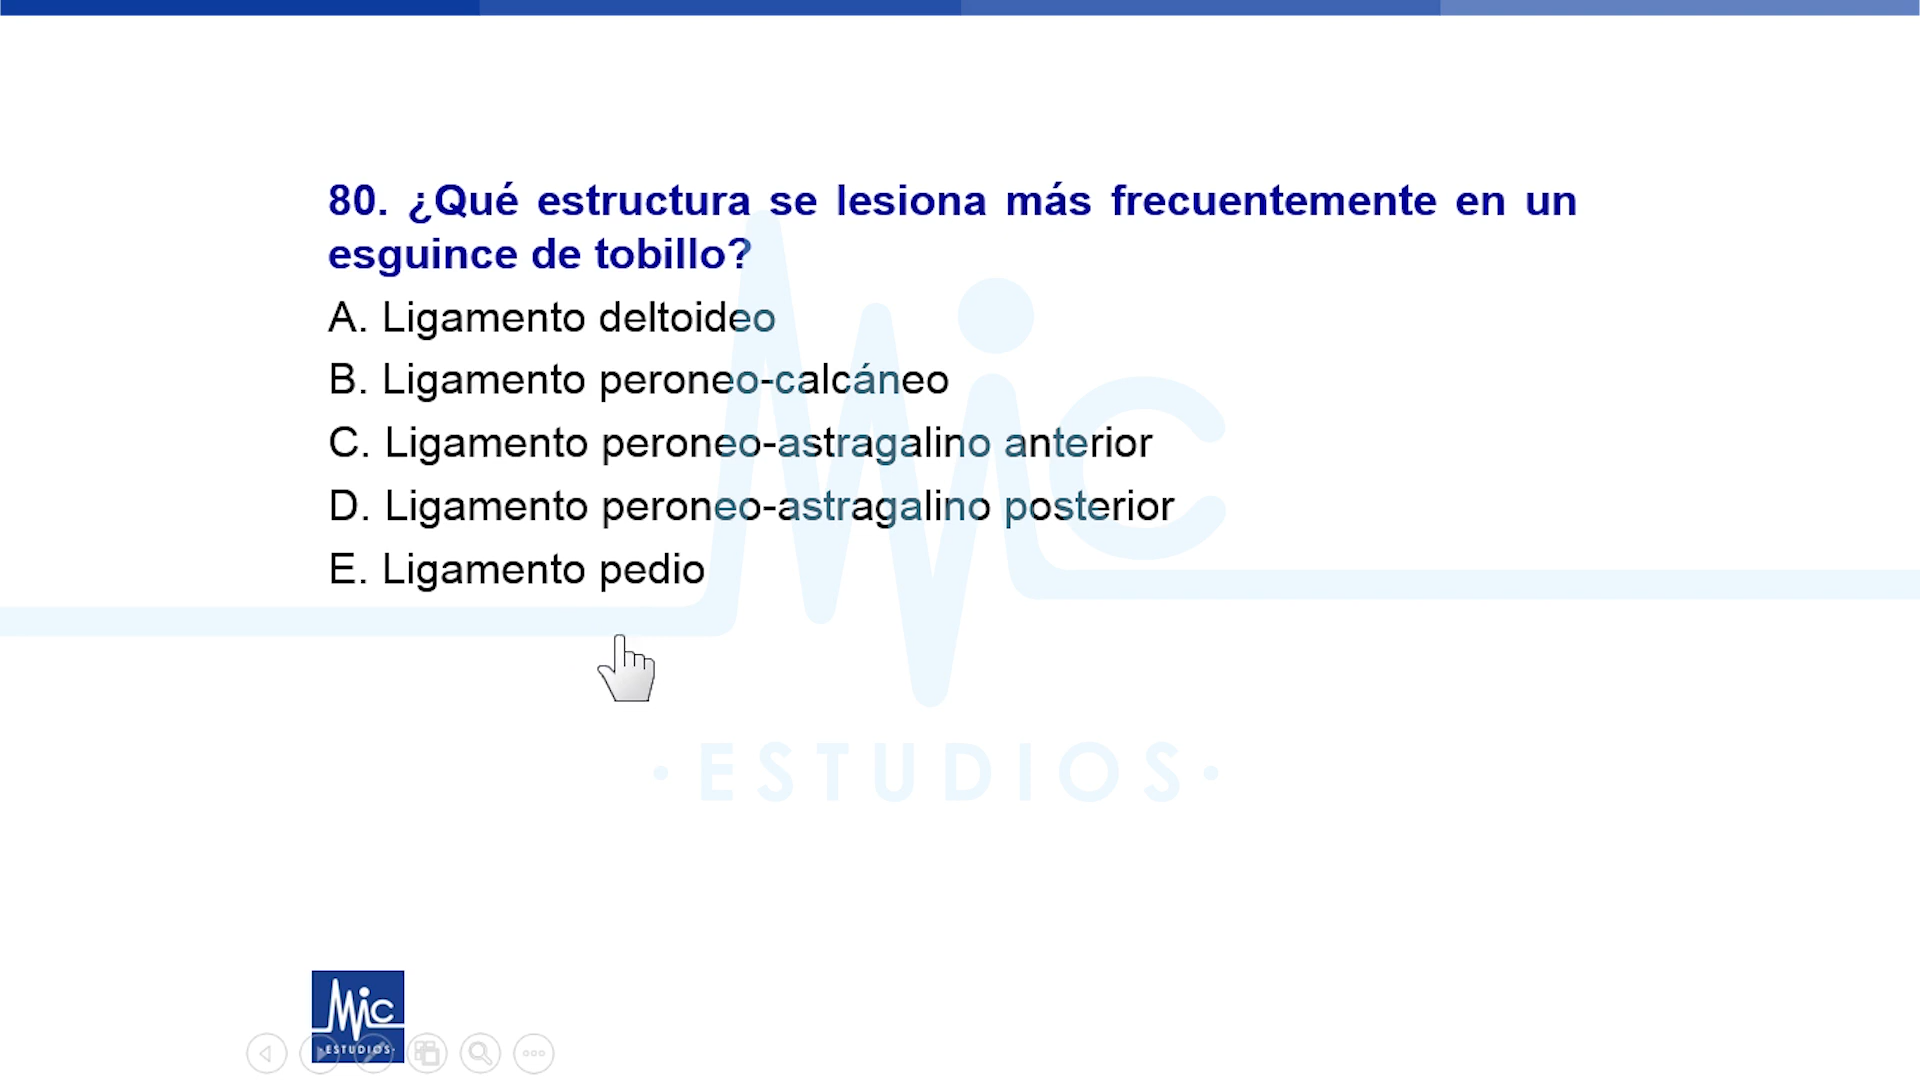 80. ¿Qué estructura se lesiona más frecuentemente en un
esguince de tobillo?
A. Ligamento deltoideo
B. Ligamento peroneo-calcáneo
C. Ligamento peroneo-astragalino anterior
D. Ligamento peroneo-astragalino posterior
E. Ligamento pedio
Mic
·ESTUDIOS·
Mic
·ESTUDIOS·